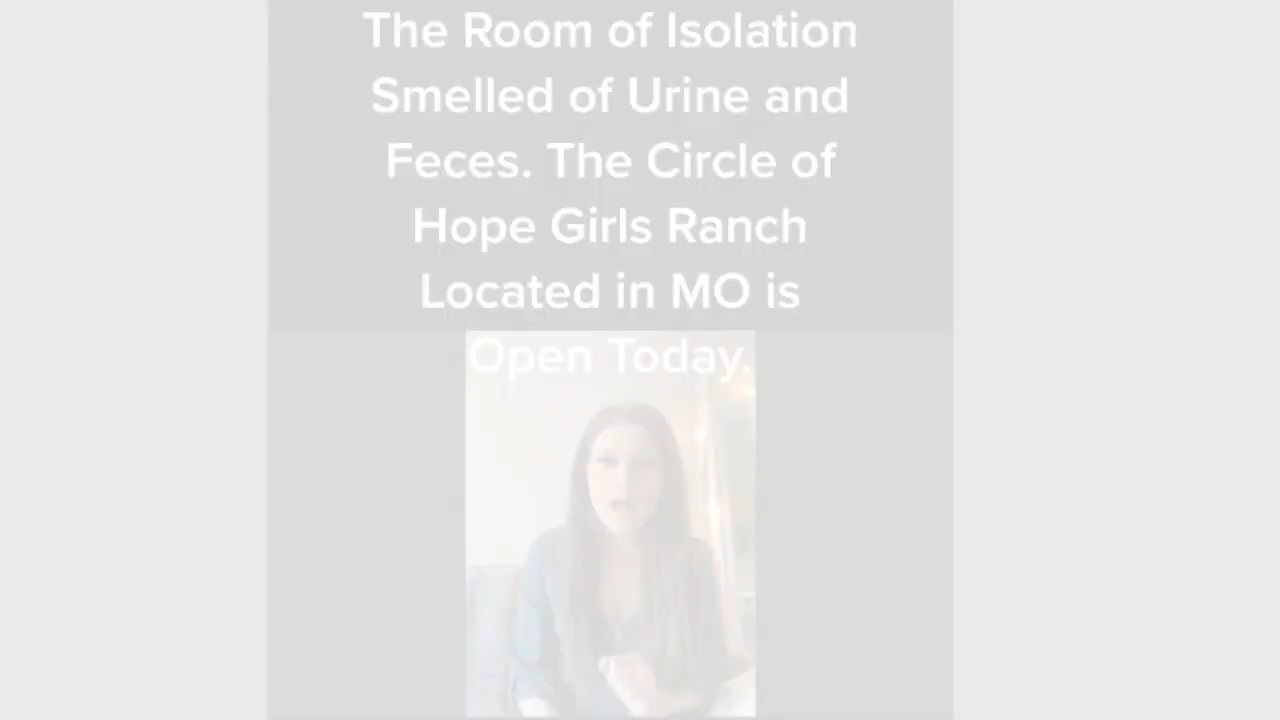 The Room of Isolation
Smelled of Urine and
Feces. The Circle of
Hope Girls Ranch
Located in MO is
Open Today.